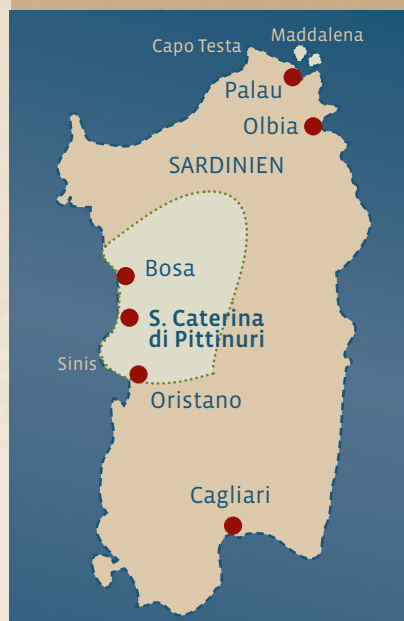 Maddalena
Capo Testa
Palau
Olbia
SARDINIEN
Bosa
S. Caterina
di Pittinuri
Sinis
Oristano
Cagliari